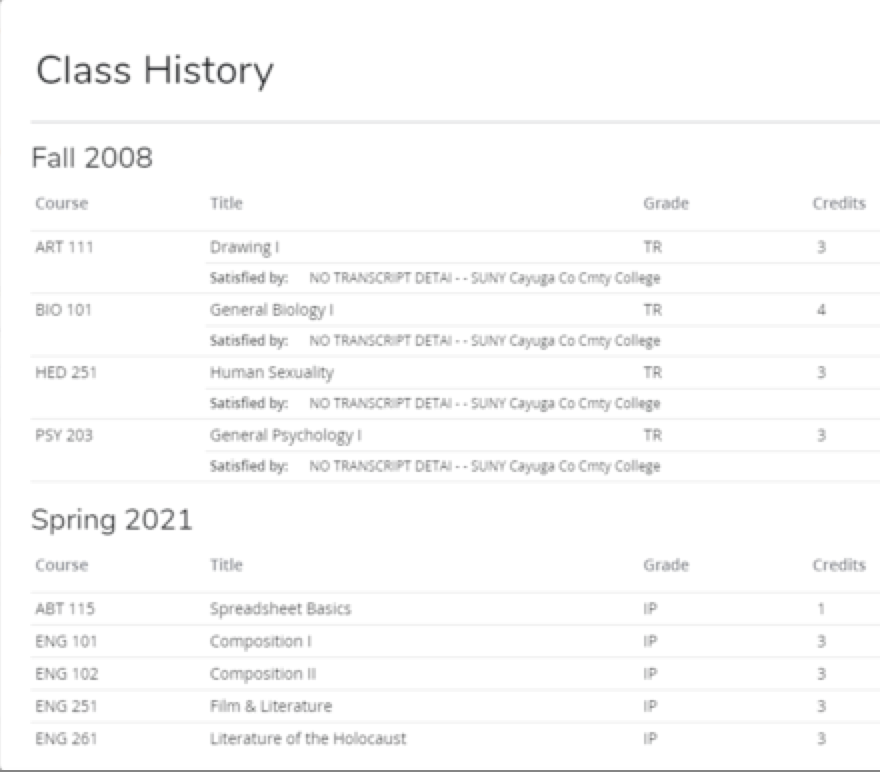 Class History
Fall 2008
Course Title Grade Credits
ART 111 Drawing I TR 3
Satisfied by: NO TRANSCRIPT DETAI - - SUNY Cayuga Co Cmty College
BIO 101 General Biology I TR 4
Satisfied by: NO TRANSCRIPT DETAI - - SUNY Cayuga Co Cmty College
HED 251 Human Sexuality TR 3
Satisfied by: NO TRANSCRIPT DETAI - - SUNY Cayuga Co Cmty College
PSY 203 General Psychology I TR 3
Satisfied by: NO TRANSCRIPT DETAI - - SUNY Cayuga Co Cmty College
Spring 2021
Course Title Grade Credits
ABT 115 Spreadsheet Basics IP 1
ENG 101 Composition I IP 3
ENG 102 Composition II IP 3
ENG 251 Film & Literature IP 3
ENG 261 Literature of the Holocaust IP 3